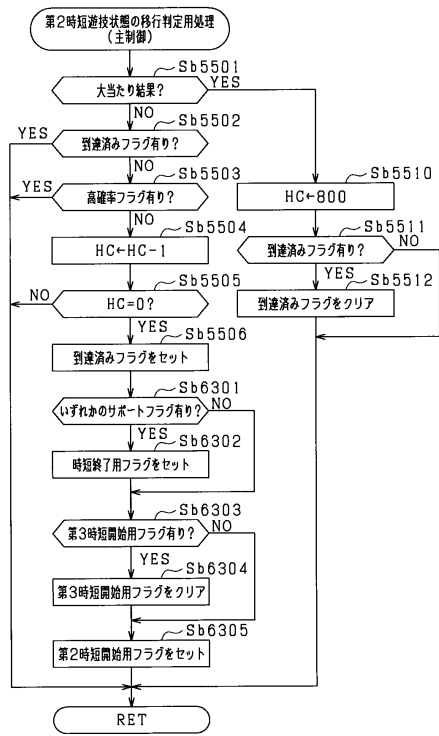 第2時短遊技状態の移行判定用処理
(主制御)
Sb5501
大当たり結果?
YES
NO
Sb5502
YES
到達済みフラグ有り?
NO
Sb5503
YES
高確率フラグ有り?
NO
Sb5504
HC←HC-1
Sb5505
NO
HC=0?
YES
Sb5506
到達済みフラグをセット
Sb6301
いずれかのサポートフラグ有り?
NO
YES
Sb6302
時短終了用フラグをセット
Sb6303
第3時短開始用フラグ有り?
NO
YES
Sb6304
第3時短開始用フラグをクリア
Sb6305
第2時短開始用フラグをセット
Sb5510
HC←800
Sb5511
到達済みフラグ有り?
NO
YES
Sb5512
到達済みフラグをクリア
RET